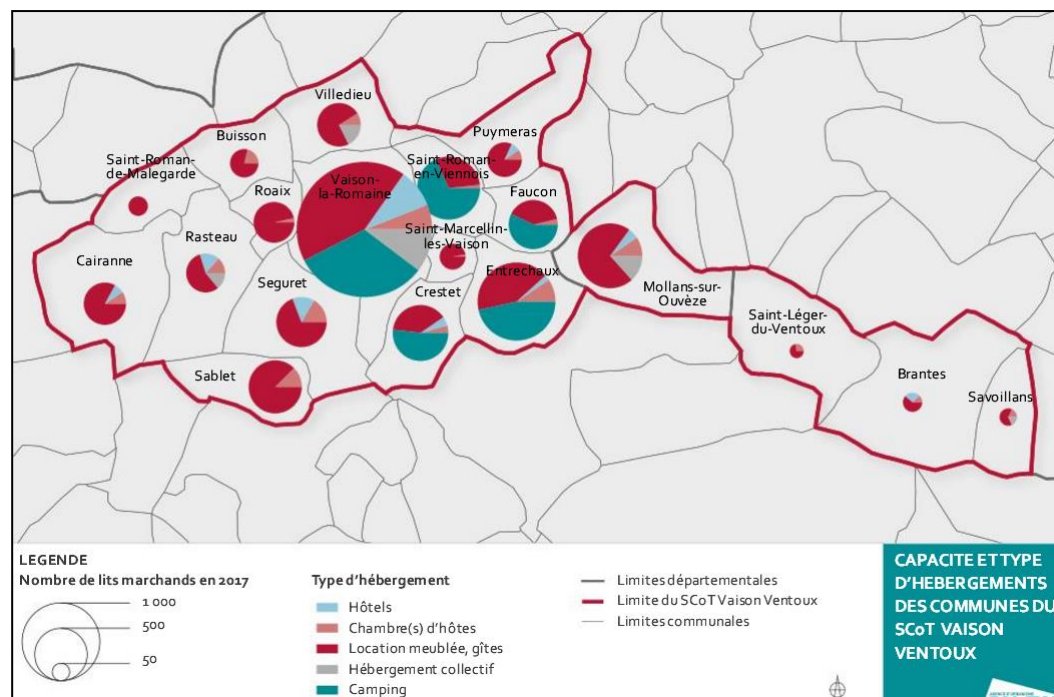 Villedieu
Buisson
Puymeras
Saint-Roman-
de-Malegarde
Saint-Roman-
en-Viennois
Vaison-
la-Romaine
Roaix
Faucon
Saint-Marcellin-
les-Vaison
Rasteau
Cairanne
Entrechaux
Seguret
Mollans-sur-
Ouvèze
Crestet
Saint-Léger-
du-Ventoux
Sablet
Brantes
Savoillans
LEGENDE
Nombre de lits marchands en 2017
1 000
500
50
Type d'hébergement
Hôtels
Chambre(s) d'hôtes
Location meublée, gîtes
Hébergement collectif
Camping
Limites départementales
Limite du SCoT Vaison Ventoux
Limites communales
CAPACITE ET TYPE
D'HEBERGEMENTS
DES COMMUNES DU
SCoT VAISON
VENTOUX